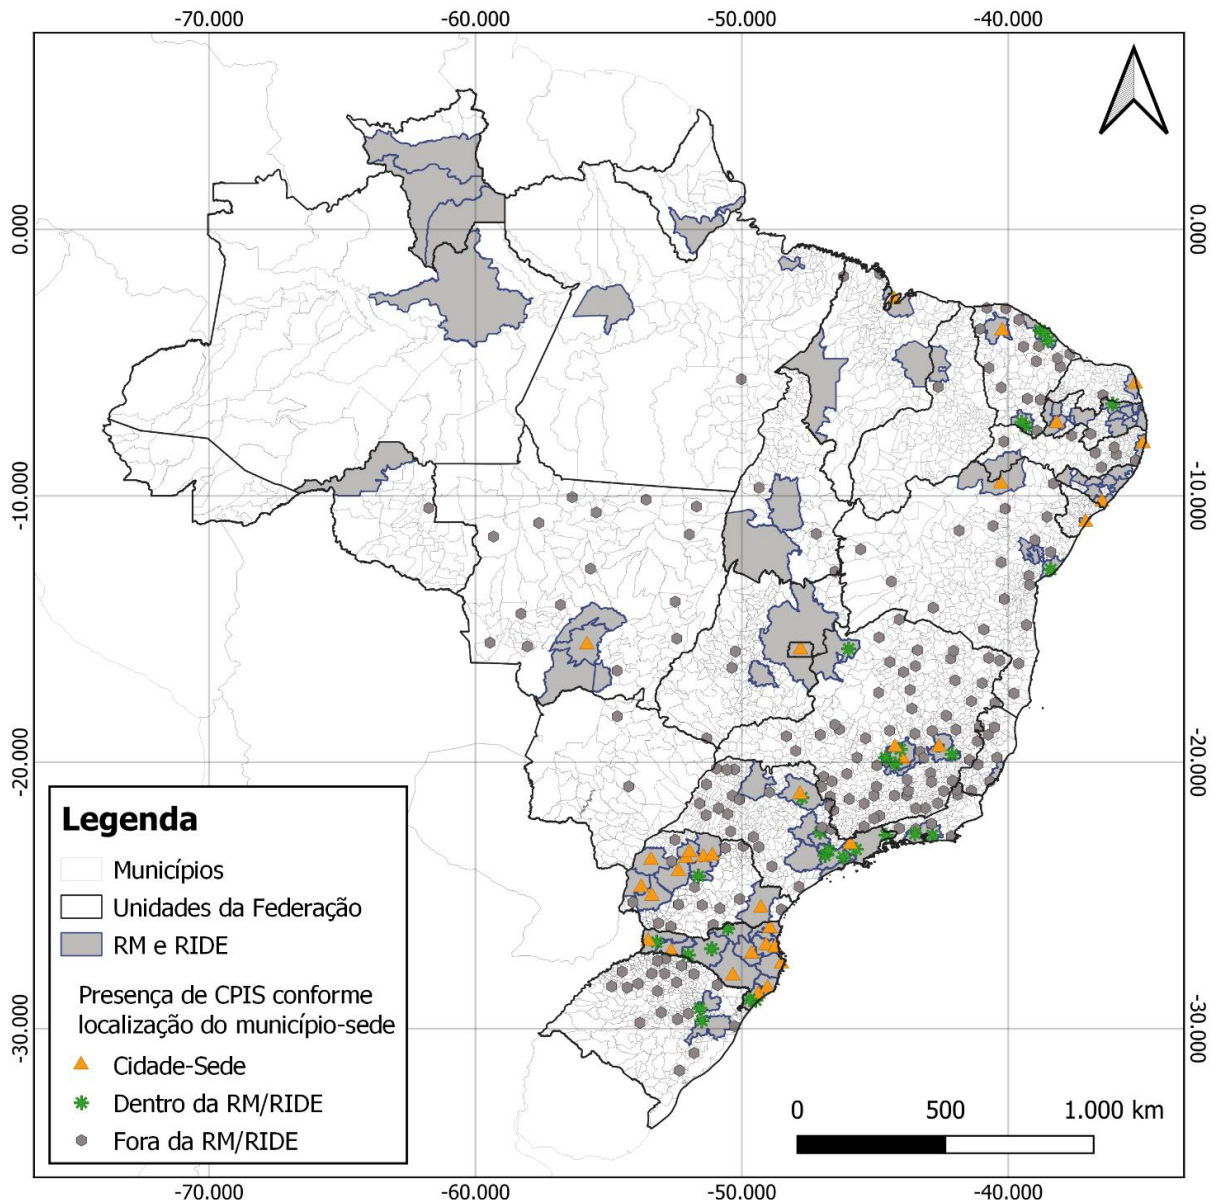 -70.000
-60.000
-50.000
-40.000
0.000
0.000
-10.000
-10.000
-20.000
-20.000
-30.000
-30.000
Legenda
Municípios
Unidades da Federação
RM e RIDE
Presença de CPIS conforme
localização do município-sede
Cidade-Sede
Dentro da RM/RIDE
Fora da RM/RIDE
0 500 1.000 km
-70.000
-60.000
-50.000
-40.000